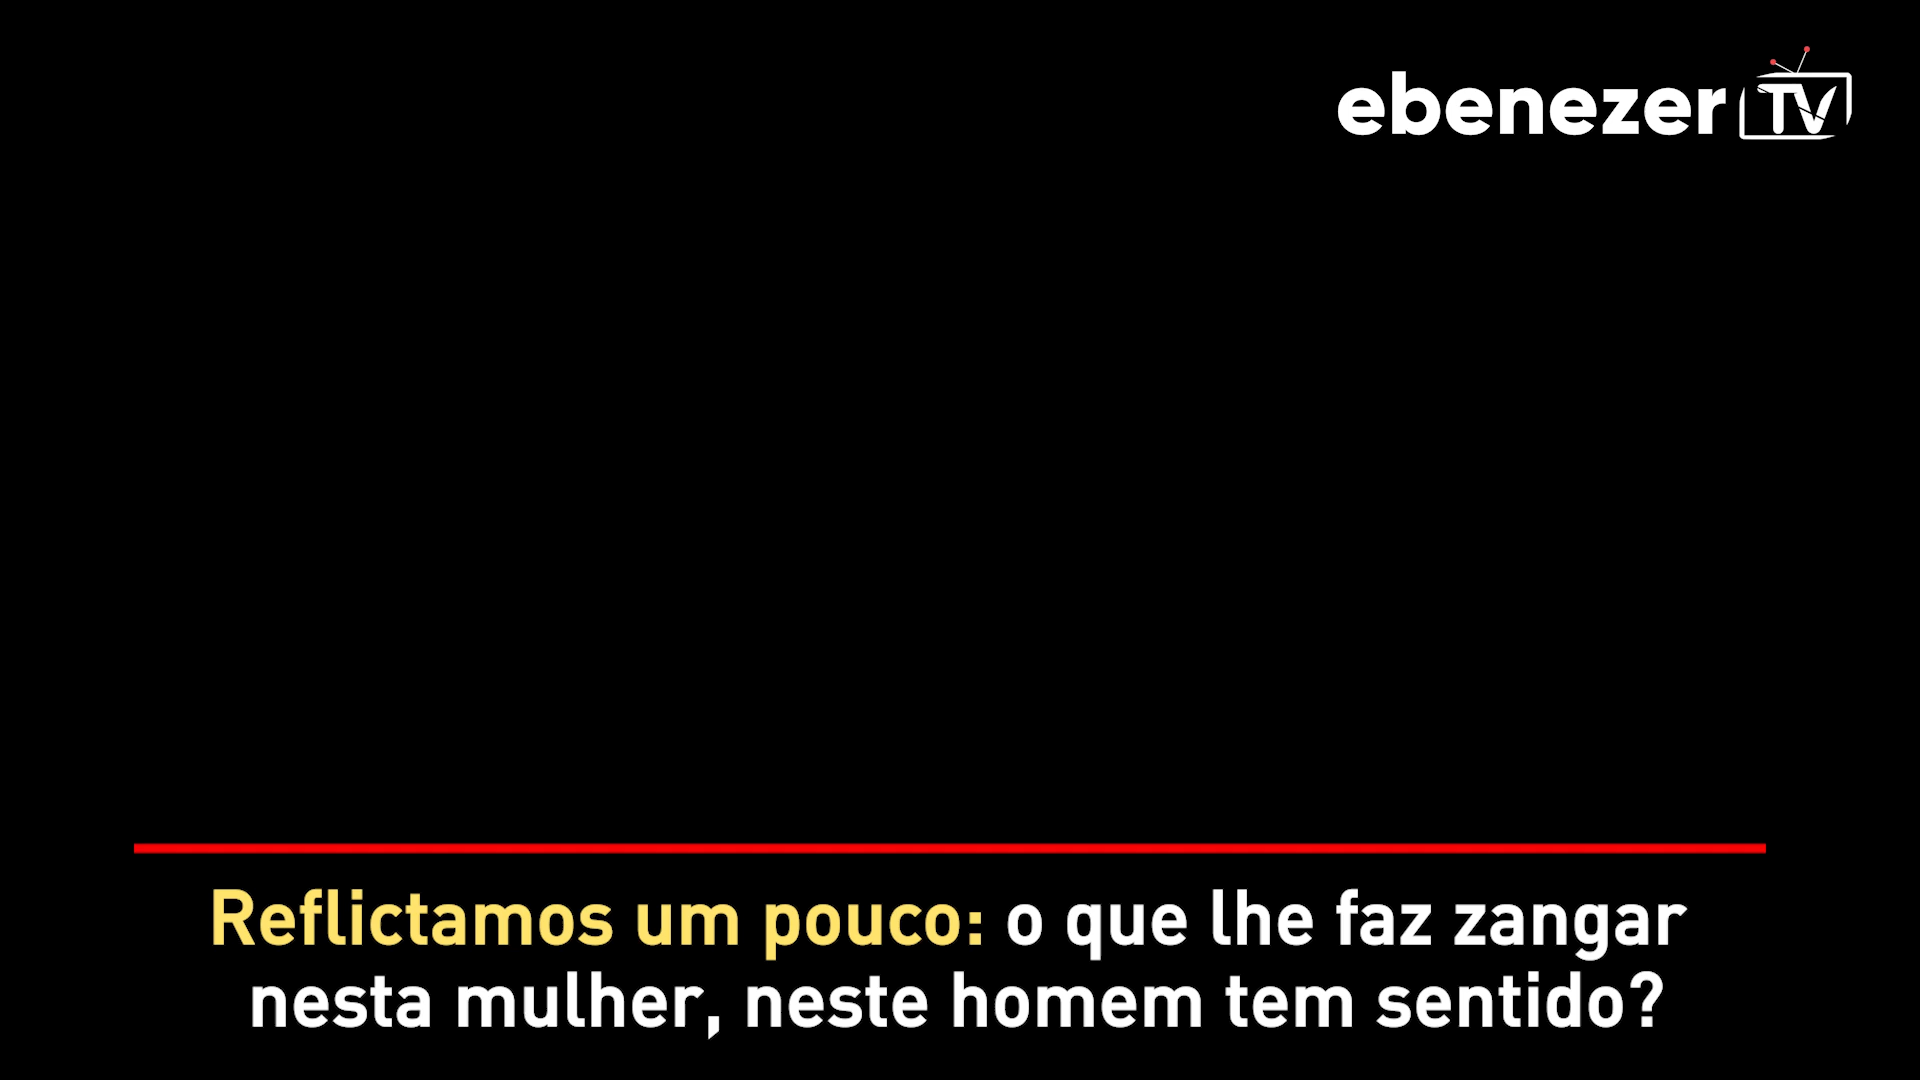 ebenezer TV
Reflictamos um pouco: o que lhe faz zangar
nesta mulher, neste homem tem sentido?